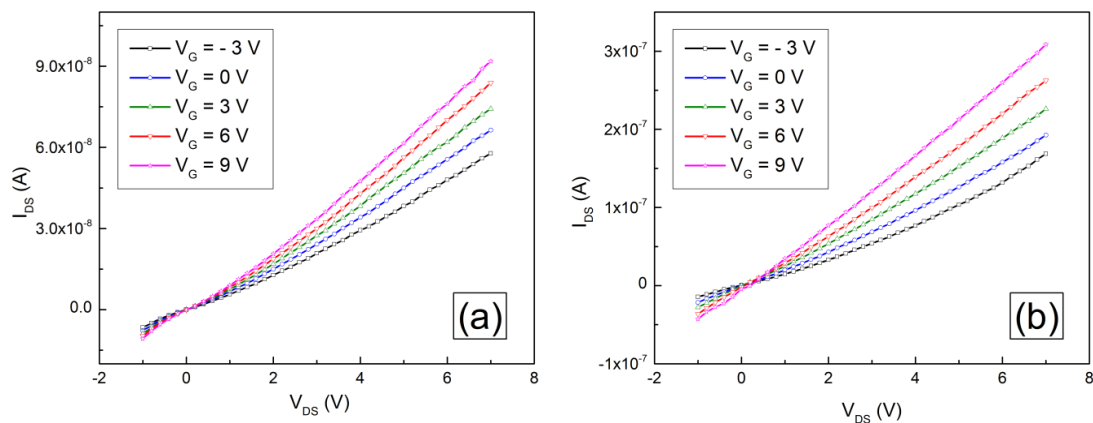 V_G = - 3 V
V_G = 0 V
V_G = 3 V
V_G = 6 V
V_G = 9 V
9.0x10⁻⁸
6.0x10⁻⁸
3.0x10⁻⁸
0.0
I_DS (A)
(a)
-2 0 2 4 6 8
V_DS (V)
V_G = - 3 V
V_G = 0 V
V_G = 3 V
V_G = 6 V
V_G = 9 V
3x10⁻⁷
2x10⁻⁷
1x10⁻⁷
0
-1x10⁻⁷
I_DS (A)
(b)
-2 0 2 4 6 8
V_DS (V)